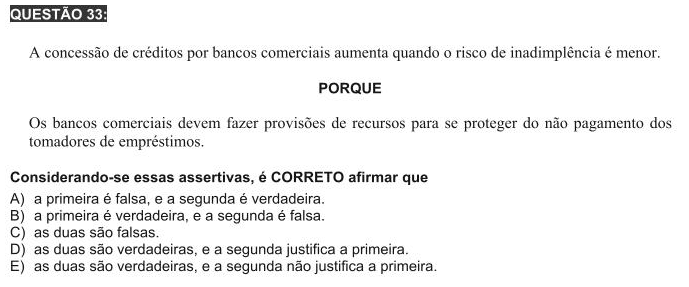 QUESTÃO 33:
A concessão de créditos por bancos comerciais aumenta quando o risco de inadimplência é menor.
PORQUE
Os bancos comerciais devem fazer provisões de recursos para se proteger do não pagamento dos
tomadores de empréstimos.
Considerando-se essas assertivas, é CORRETO afirmar que
A) a primeira é falsa, e a segunda é verdadeira.
B) a primeira é verdadeira, e a segunda é falsa.
C) as duas são falsas.
D) as duas são verdadeiras, e a segunda justifica a primeira.
E) as duas são verdadeiras, e a segunda não justifica a primeira.